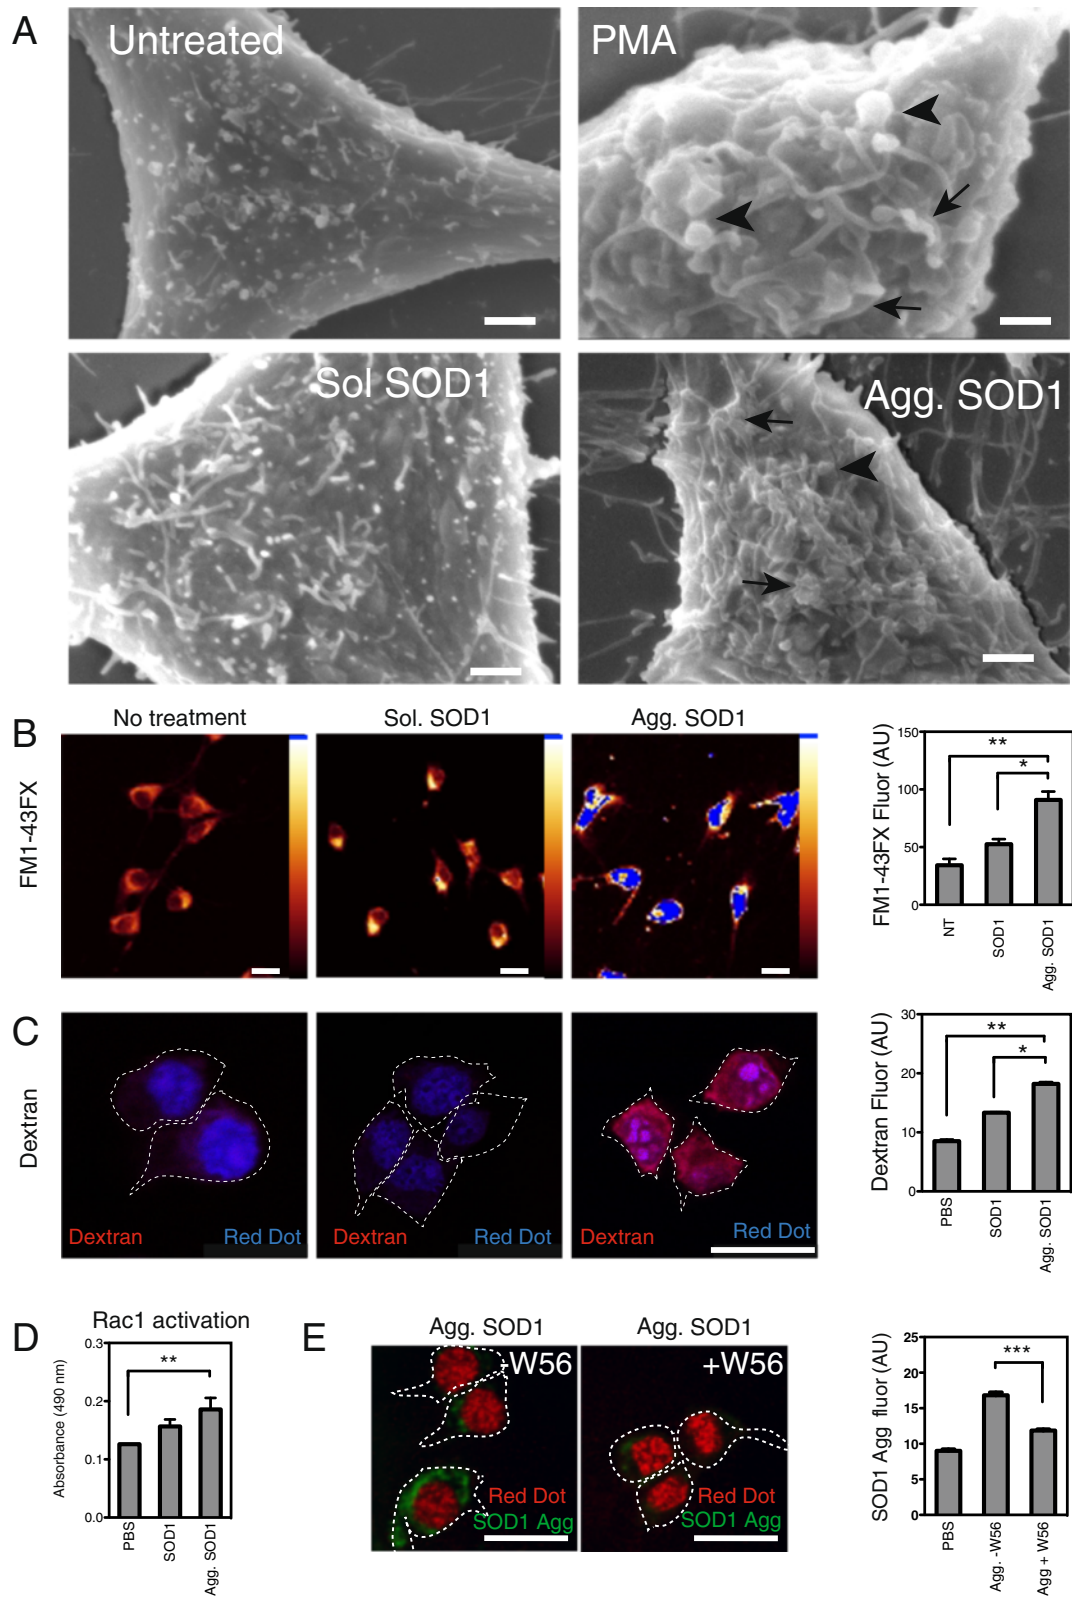 A
Untreated
PMA
Sol SOD1
Agg. SOD1
B
No treatment
Sol. SOD1
Agg. SOD1
FM1-43FX
FM1-43FX Fluor (AU)
150
100
50
0
**
*
NT
SOD1
Agg. SOD1
C
Dextran
Dextran
Red Dot
Dextran
Red Dot
Dextran
Red Dot
Dextran Fluor (AU)
30
20
10
0
**
*
PBS
SOD1
Agg. SOD1
D
Rac1 activation
Absorbance (490 nm)
0.3
0.2
0.1
0.0
**
PBS
SOD1
Agg. SOD1
E
Agg. SOD1
Agg. SOD1
-W56
+W56
Red Dot
SOD1 Agg
Red Dot
SOD1 Agg
SOD1 Agg fluor (AU)
25
20
15
10
5
0
***
PBS
Agg. -W56
Agg + W56